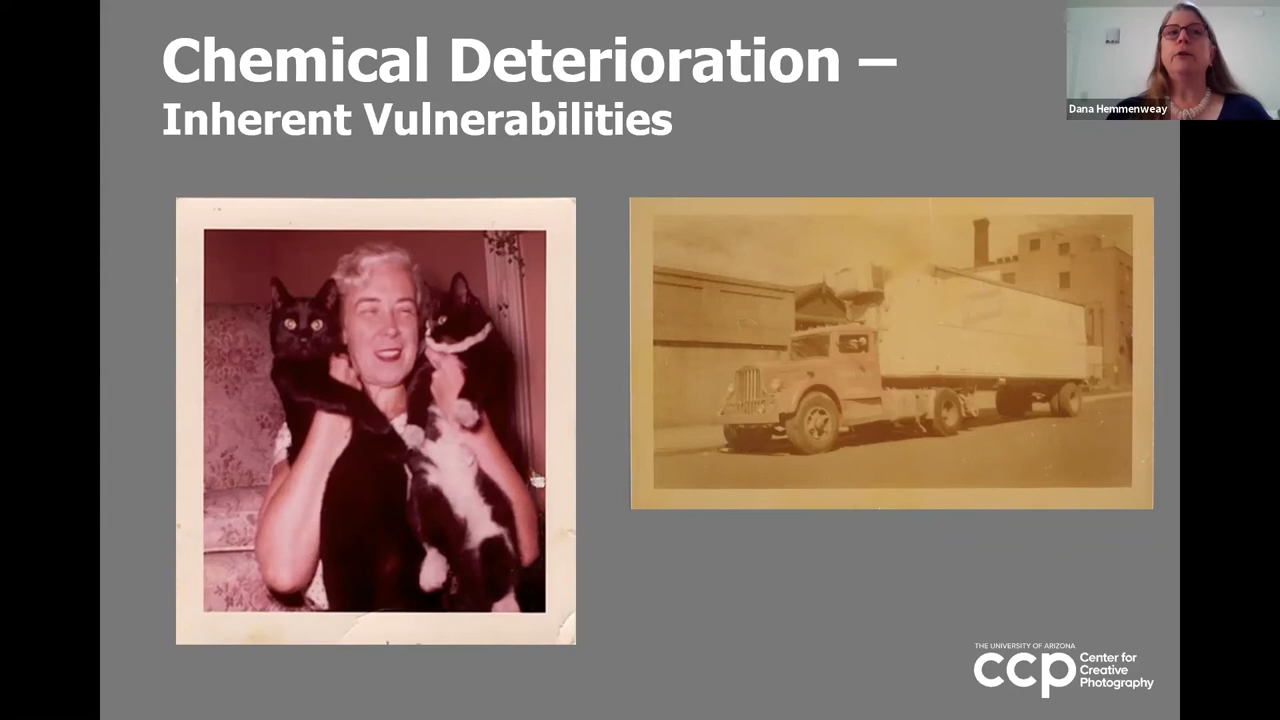 Chemical Deterioration –
Inherent Vulnerabilities
Dana Hemmenweay
THE UNIVERSITY OF ARIZONA
ccp
Center for
Creative
Photography